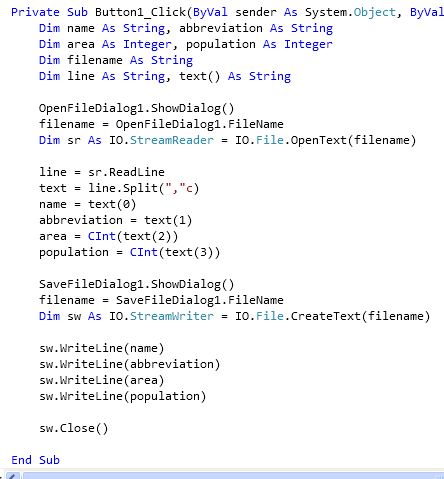 Private Sub Button1_Click(ByVal sender As System.Object, ByVal
Dim name As String, abbreviation As String
Dim area As Integer, population As Integer
Dim filename As String
Dim line As String, text() As String
OpenFileDialog1.ShowDialog()
filename = OpenFileDialog1.FileName
Dim sr As IO.StreamReader = IO.File.OpenText(filename)
line = sr.ReadLine
text = line.Split(","c)
name = text(0)
abbreviation = text(1)
area = CInt(text(2))
population = CInt(text(3))
SaveFileDialog1.ShowDialog()
filename = SaveFileDialog1.FileName
Dim sw As IO.StreamWriter = IO.File.CreateText(filename)
sw.WriteLine(name)
sw.WriteLine(abbreviation)
sw.WriteLine(area)
sw.WriteLine(population)
sw.Close()
End Sub